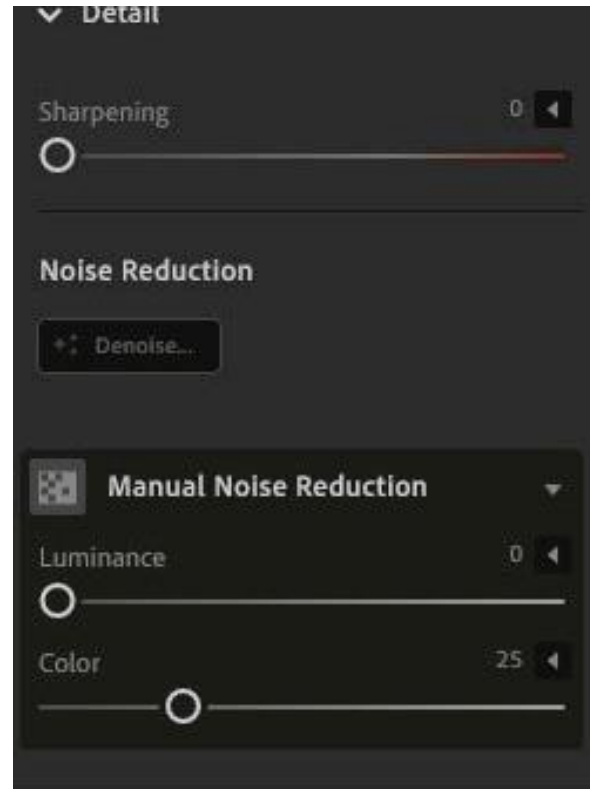 Detail
Sharpening 0
Noise Reduction
Denoise...
Manual Noise Reduction
Luminance 0
Color 25